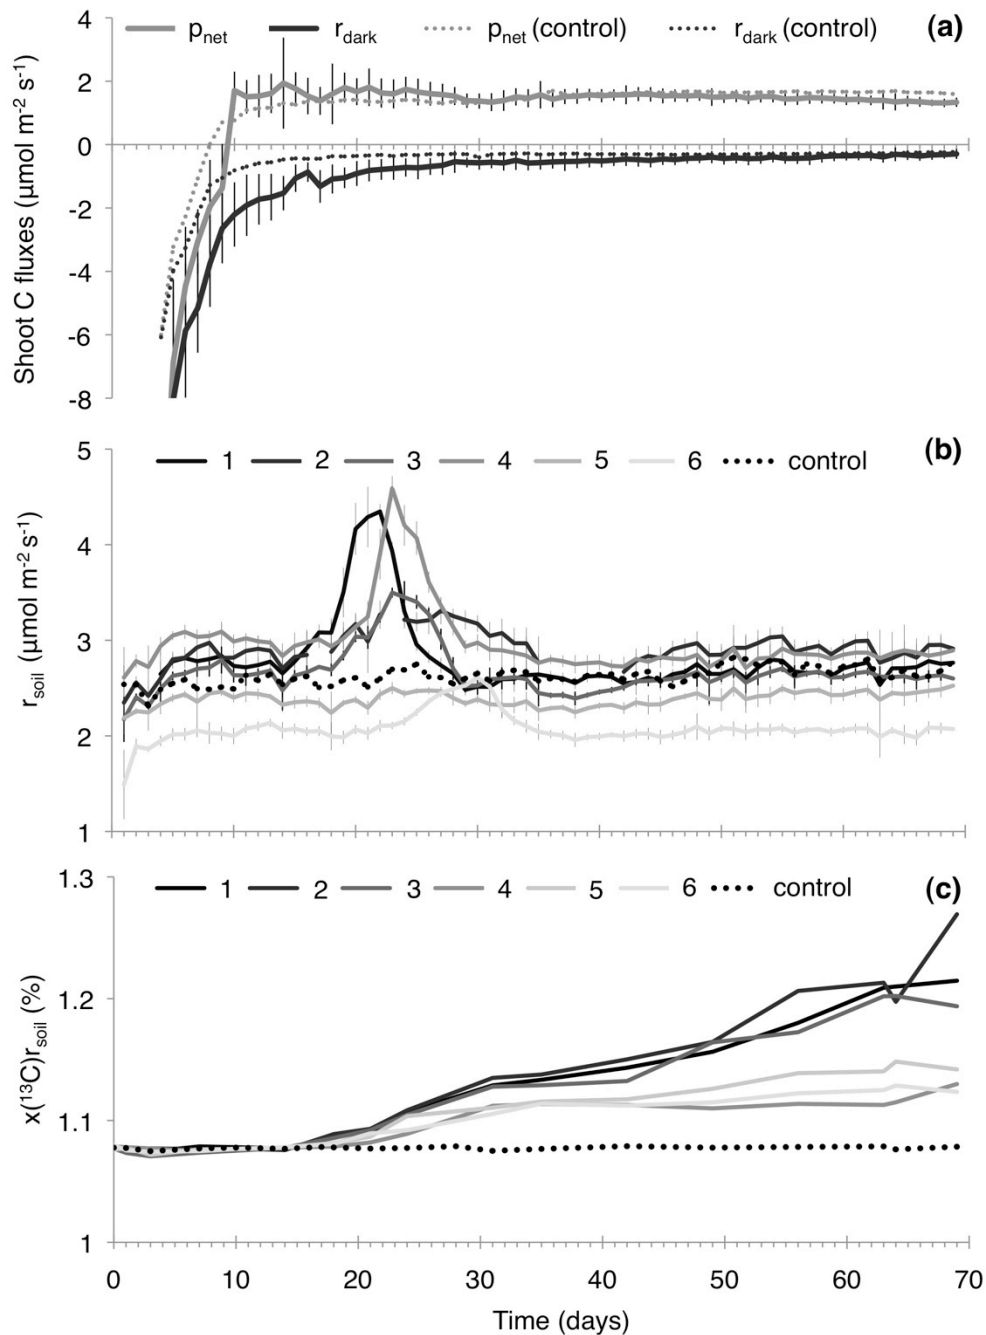 4
2
0
-2
-4
-6
-8
Shoot C fluxes (µmol m⁻² s⁻¹)
p_net r_dark p_net (control) r_dark (control) (a)
5
4
3
2
1
r_soil (µmol m⁻² s⁻¹)
1 2 3 4 5 6 control (b)
1.3
1.2
1.1
1
x(¹³C)r_soil (%)
1 2 3 4 5 6 control (c)
0 10 20 30 40 50 60 70
Time (days)